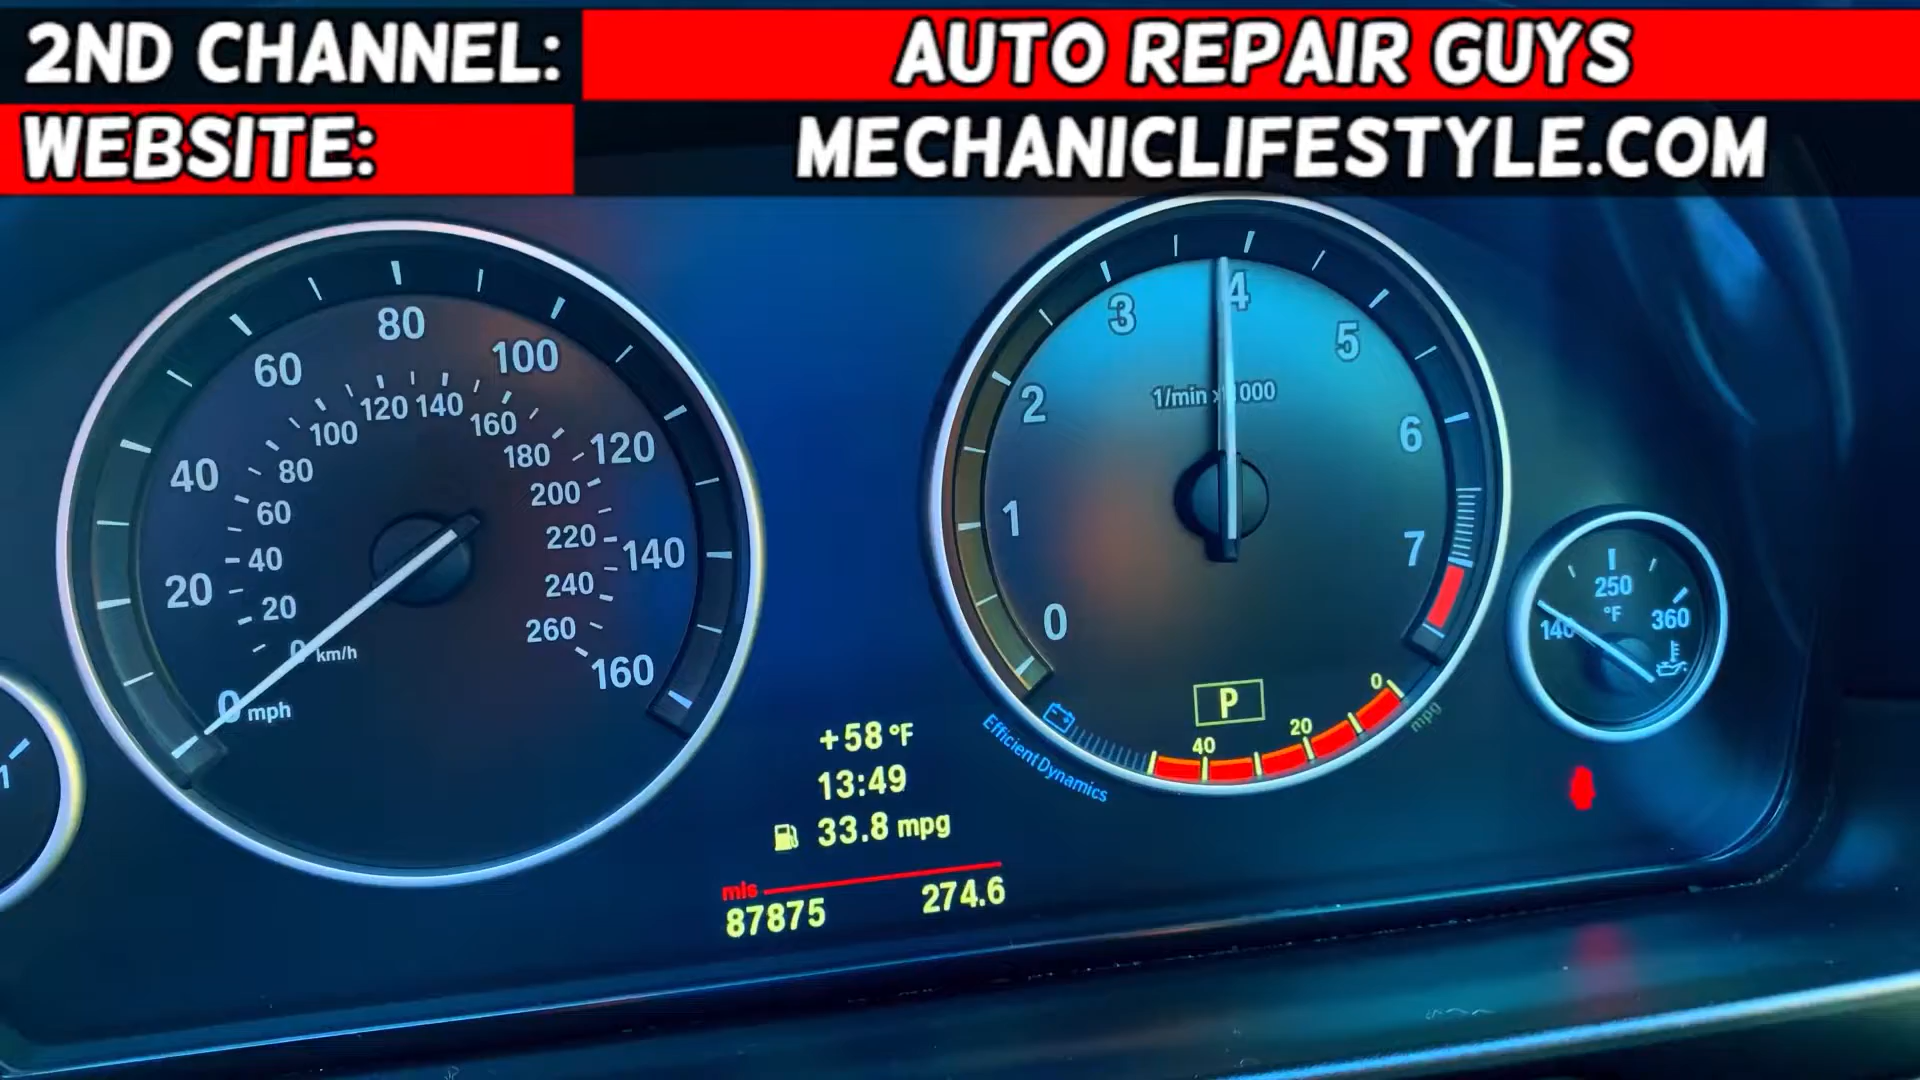 2ND CHANNEL: AUTO REPAIR GUYS
WEBSITE: MECHANICLIFESTYLE.COM
0 20 40 60 80 100 120 140 160
mph
0 20 40 60 80 100 120 140 160 180 200 220 240 260
km/h
0 1 2 3 4 5 6 7
1/min x1000
P
40 20 0
mpg
EfficientDynamics
140 250 360
°F
1
+58 °F
13:49
33.8 mpg
mls
87875 274.6